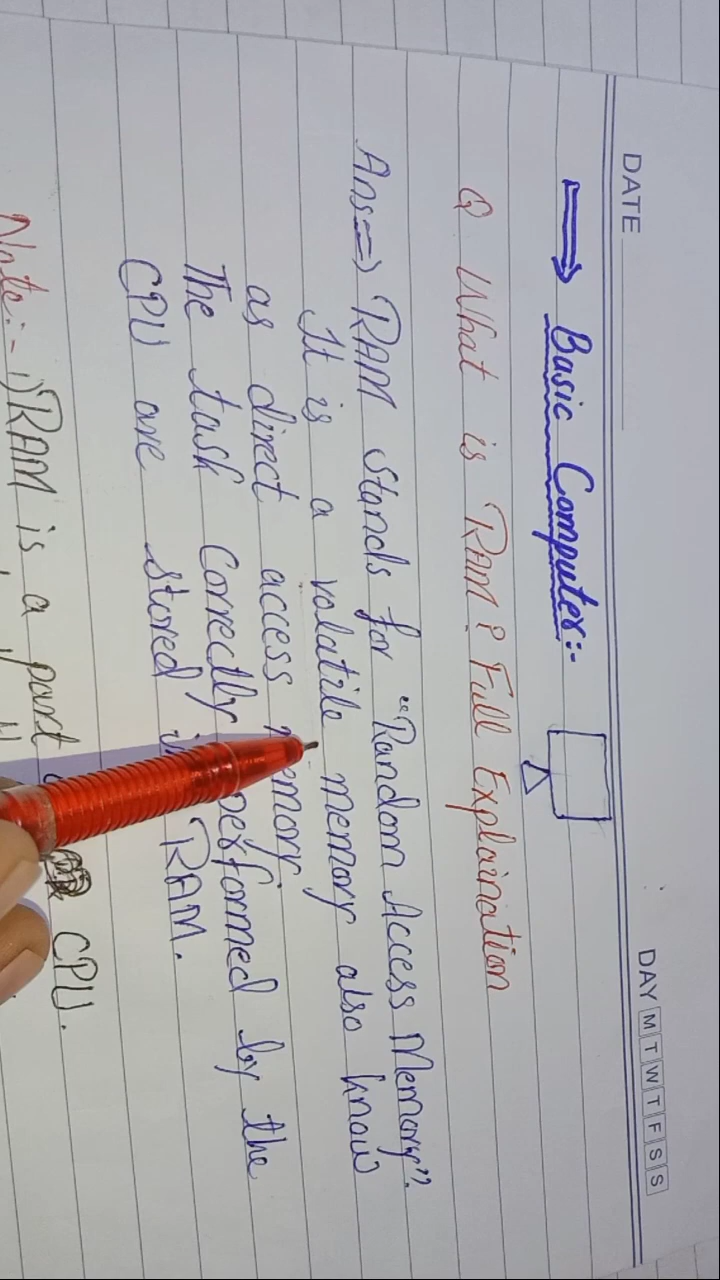 DATE
DAY M T W T F S S
Basic Computer:-
Q What is RAM? Full Explaination
Ans=> RAM stands for "Random Access Memory".
It is a volatile memory also know
as direct access memory
The task Correctly performed by the
CPU are stored in RAM.
Note:- 1) RAM is a part CPU.